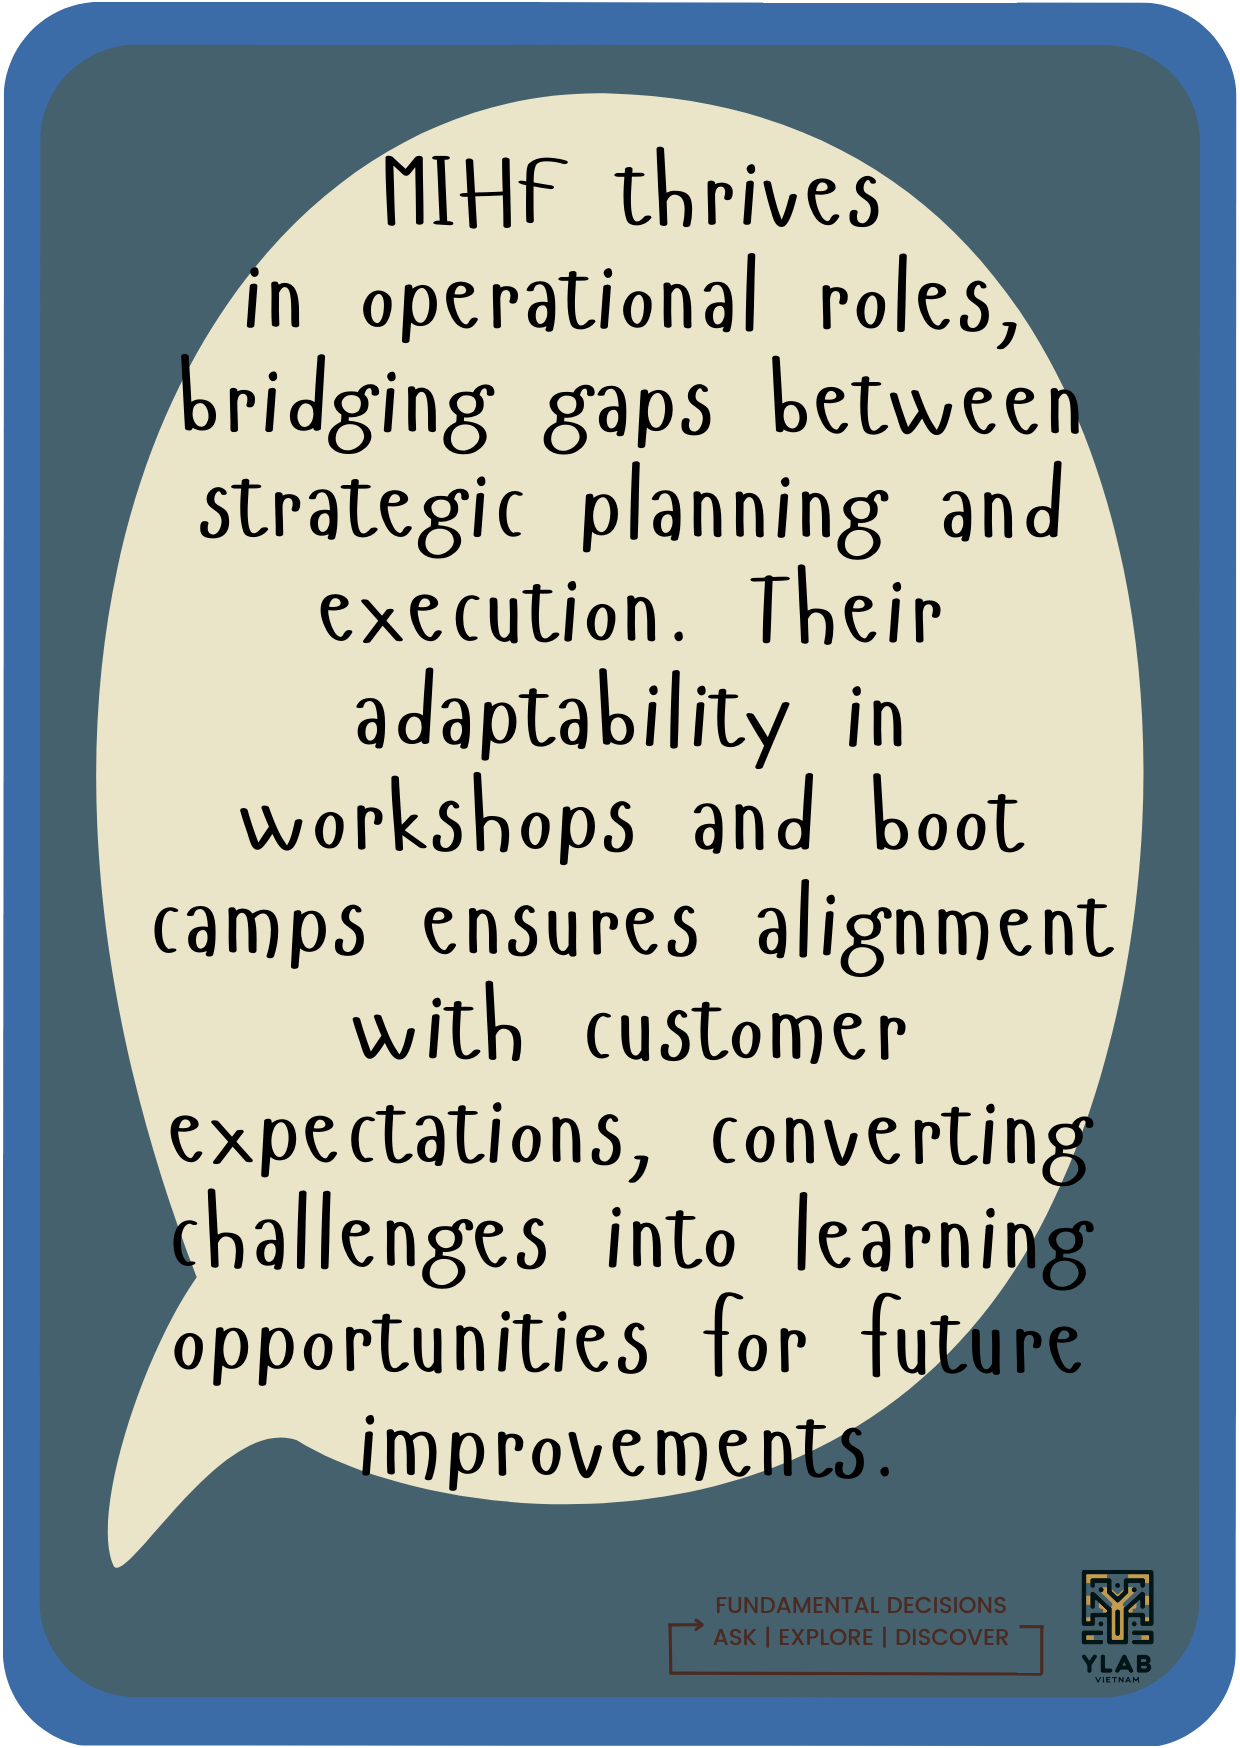 MIHF thrives
in operational roles,
bridging gaps between
strategic planning and
execution. Their
adaptability in
workshops and boot
camps ensures alignment
with customer
expectations, converting
challenges into learning
opportunities for future
improvements.
FUNDAMENTAL DECISIONS
ASK | EXPLORE | DISCOVER
YLAB
VIETNAM